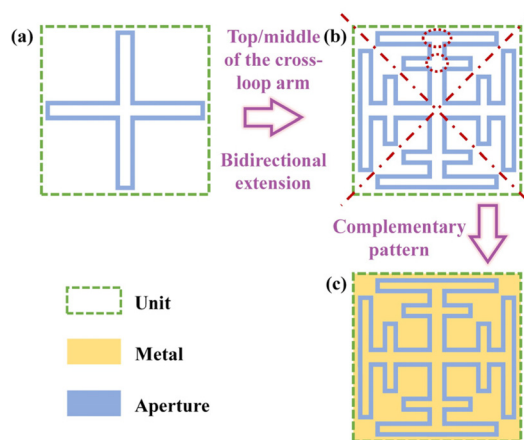 (a)
Top/middle
of the cross-
loop arm
Bidirectional
extension
(b)
Complementary
pattern
(c)
Unit
Metal
Aperture